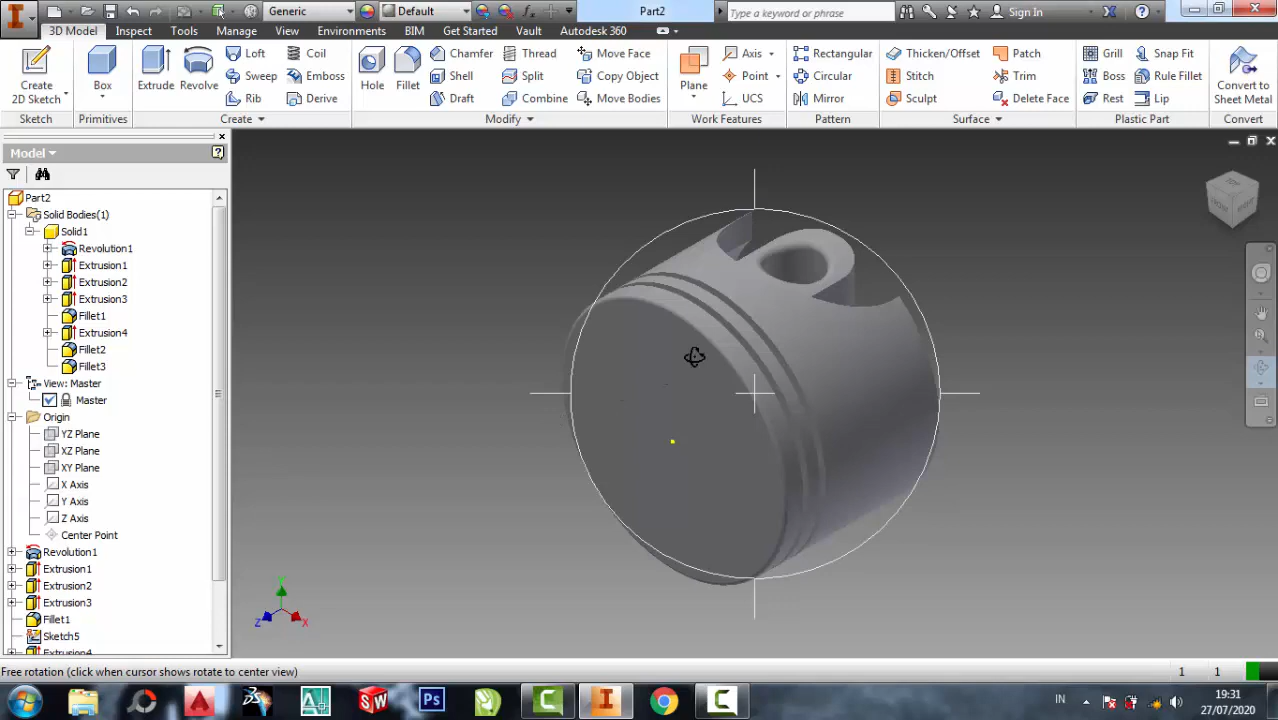 Generic
Default
Part2
Type a keyword or phrase
Sign In
3D Model
Inspect
Tools
Manage
View
Environments
BIM
Get Started
Vault
Autodesk 360
Create
2D Sketch
Box
Extrude
Revolve
Loft
Coil
Sweep
Emboss
Rib
Derive
Hole
Fillet
Chamfer
Thread
Move Face
Shell
Split
Copy Object
Draft
Combine
Move Bodies
Plane
Axis
Point
UCS
Rectangular
Circular
Mirror
Thicken/Offset
Patch
Stitch
Trim
Sculpt
Delete Face
Grill
Snap Fit
Boss
Rule Fillet
Rest
Lip
Convert to
Sheet Metal
Sketch
Primitives
Create
Modify
Work Features
Pattern
Surface
Plastic Part
Convert
Model
Part2
Solid Bodies(1)
Solid1
Revolution1
Extrusion1
Extrusion2
Extrusion3
Fillet1
Extrusion4
Fillet2
Fillet3
View: Master
Master
Origin
YZ Plane
XZ Plane
XY Plane
X Axis
Y Axis
Z Axis
Center Point
Revolution1
Extrusion1
Extrusion2
Extrusion3
Fillet1
Sketch5
Extrusion4
Y
Z
X
Free rotation (click when cursor shows rotate to center view)
1
1
SW
Ps
IN
19:31
27/07/2020